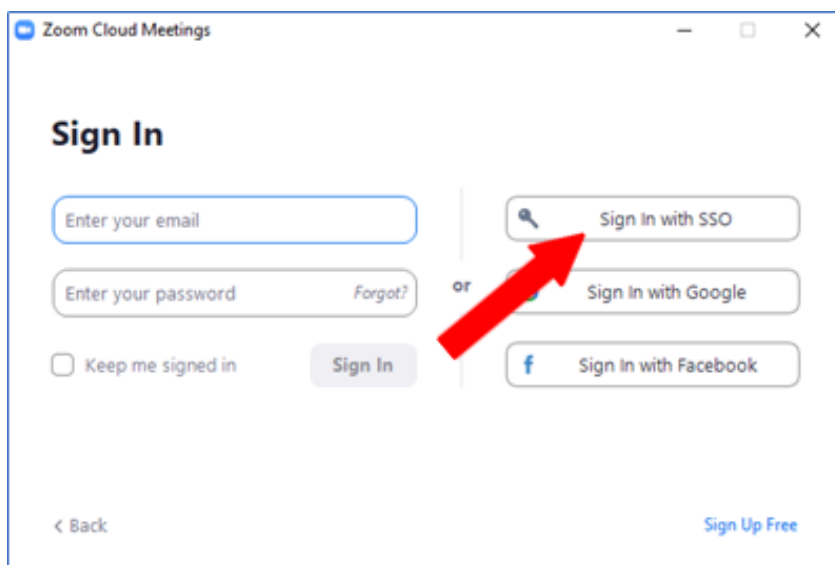 Zoom Cloud Meetings
Sign In
Enter your email
Enter your password Forgot?
Keep me signed in Sign In
or
Sign In with SSO
Sign In with Google
f Sign In with Facebook
< Back
Sign Up Free